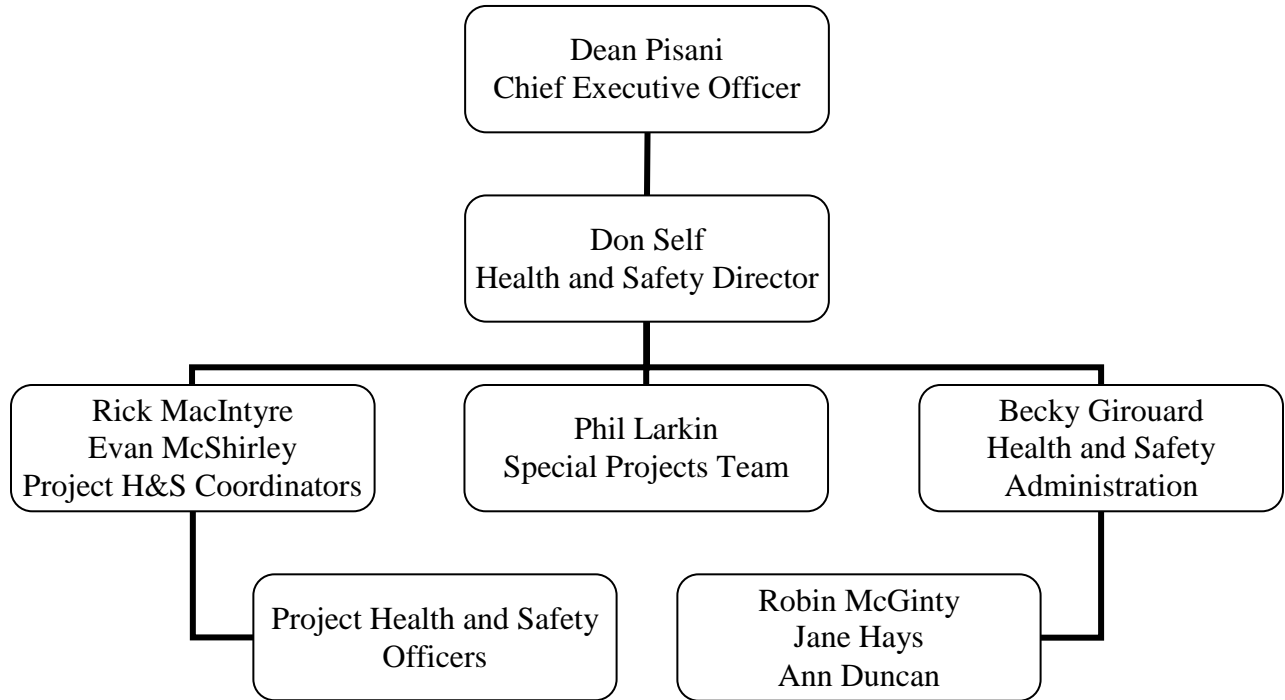 Dean Pisani
Chief Executive Officer
Don Self
Health and Safety Director
Rick MacIntyre
Evan McShirley
Project H&S Coordinators
Phil Larkin
Special Projects Team
Becky Girouard
Health and Safety
Administration
Project Health and Safety
Officers
Robin McGinty
Jane Hays
Ann Duncan